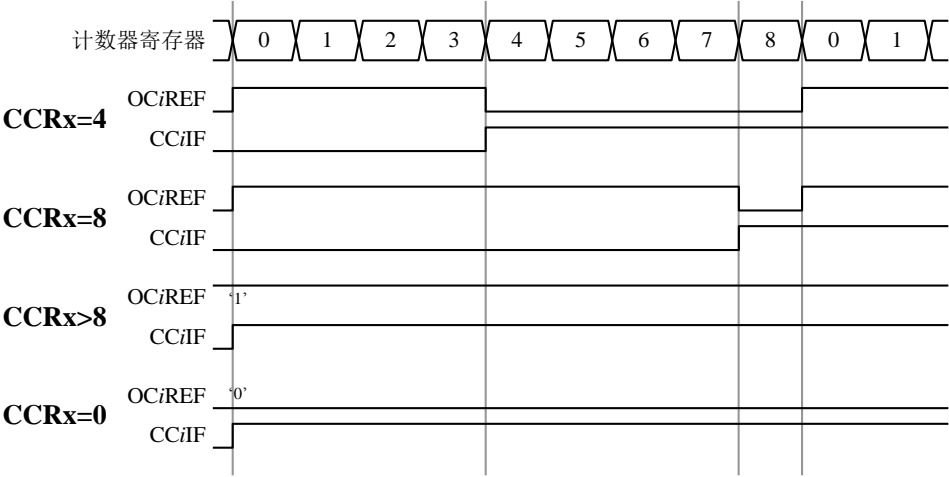 计数器寄存器 0 1 2 3 4 5 6 7 8 0 1
CCRx=4
OCiREF
CCiIF
CCRx=8
OCiREF
CCiIF
CCRx>8
OCiREF ‘1’
CCiIF
CCRx=0
OCiREF ‘0’
CCiIF